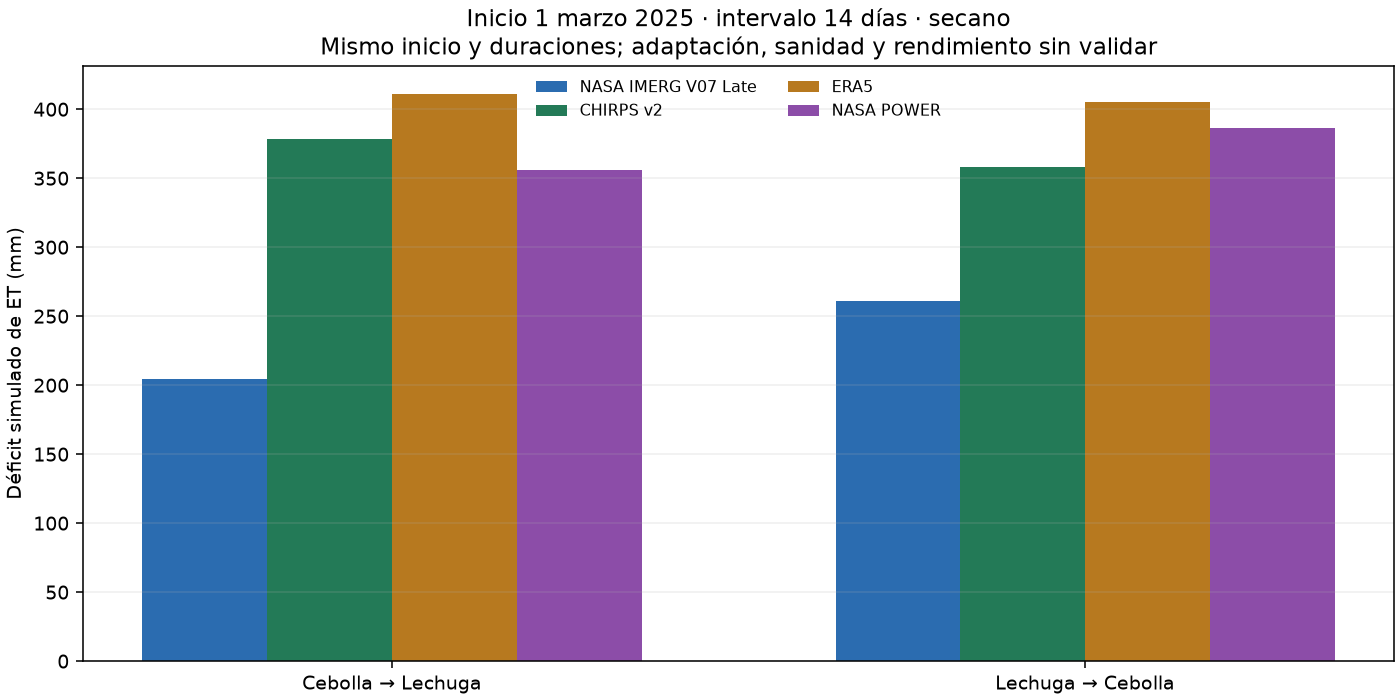 Inicio 1 marzo 2025 · intervalo 14 días · secano
Mismo inicio y duraciones; adaptación, sanidad y rendimiento sin validar
NASA IMERG V07 Late
CHIRPS v2
ERA5
NASA POWER
Déficit simulado de ET (mm)
400
350
300
250
200
150
100
50
0
Cebolla → Lechuga
Lechuga → Cebolla